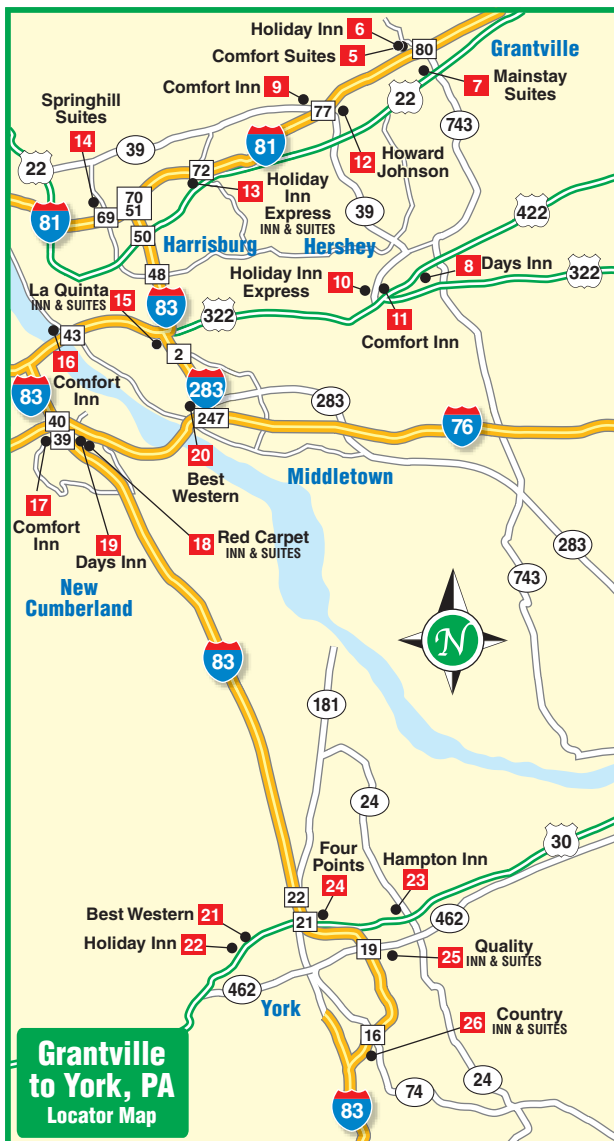 Holiday Inn 6
Comfort Suites 5
80
Grantville
7 Mainstay
Suites
Comfort Inn 9
22
77
743
Springhill
Suites
14
39
81
12 Howard
Johnson
22
72
13 Holiday
Inn
Express
INN & SUITES
70
51
69
81
50
39
422
Harrisburg
Hershey
48
Holiday Inn
Express
10
8 Days Inn
322
La Quinta
INN & SUITES
15
83
322
11
Comfort Inn
43
2
16
Comfort
Inn
83
283
283
76
40
39
247
20
Best
Western
Middletown
17
Comfort
Inn
19
Days Inn
18 Red Carpet
INN & SUITES
283
New
Cumberland
743
N
83
181
24
30
Four
Points
24
Hampton Inn
23
22
21
462
Best Western 21
Holiday Inn 22
19
25 Quality
INN & SUITES
462
York
26 Country
INN & SUITES
16
Grantville
to York, PA
Locator Map
83
74
24